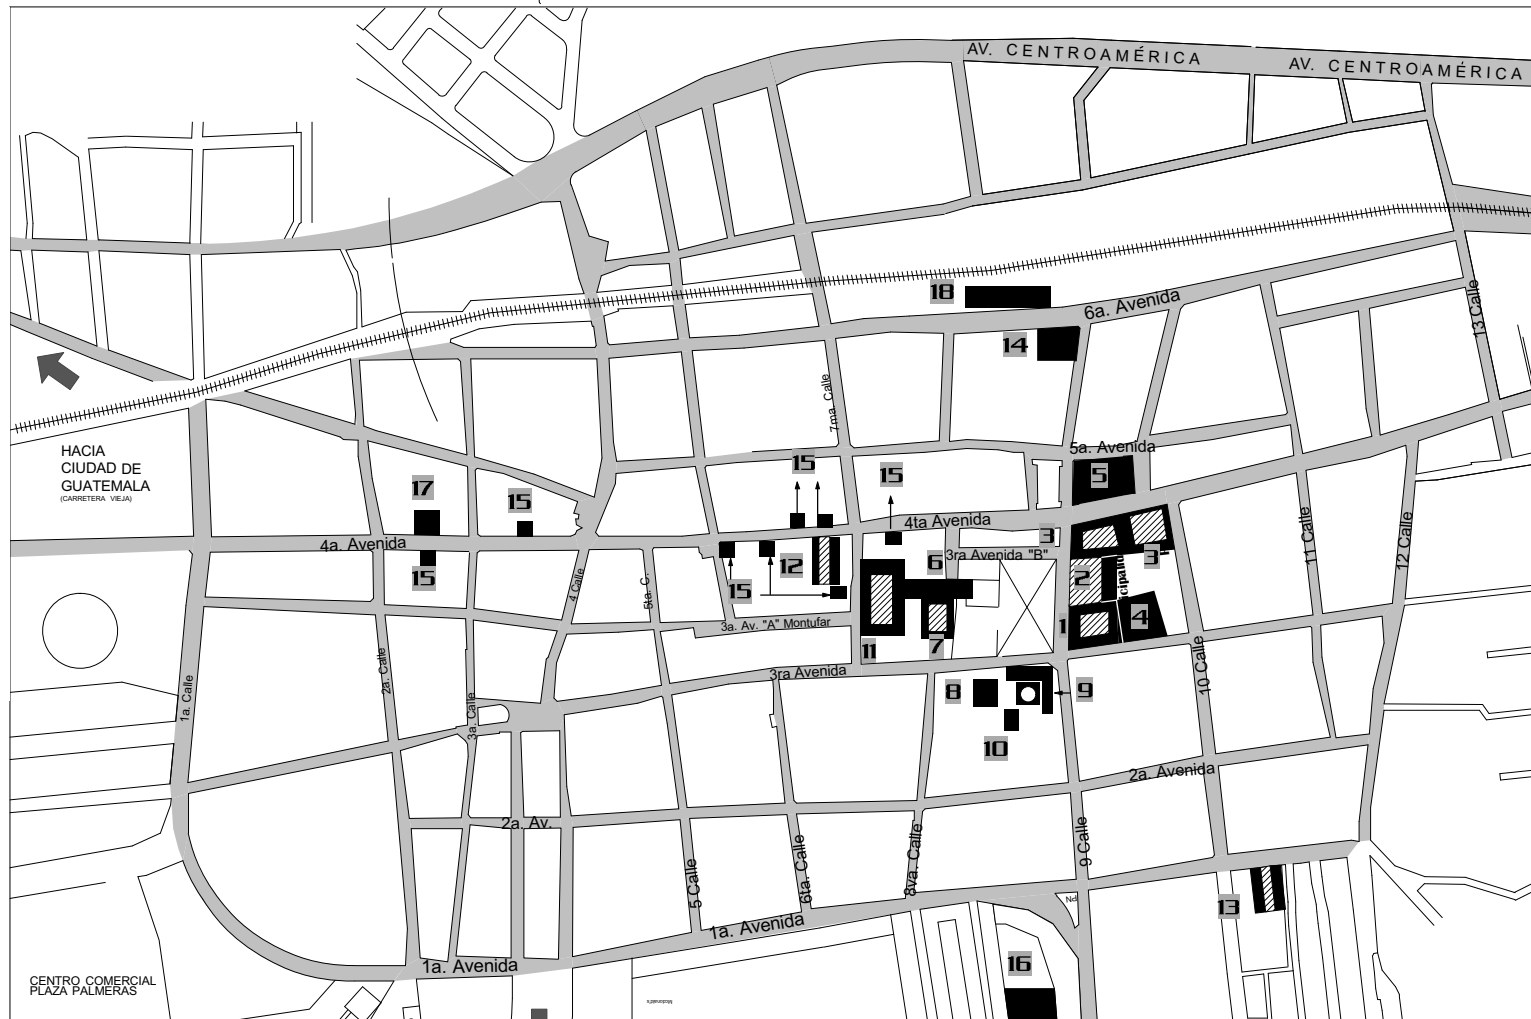 AV. CENTROAMÉRICA
AV. CENTROAMÉRICA
18
6a. Avenida
13 Calle
14
7ma. Calle
HACIA
CIUDAD DE
GUATEMALA
(CARRETERA VIEJA)
5a. Avenida
15
15
5
17
15
4ta Avenida
3
11 Calle
12 Calle
4a. Avenida
3ra Avenida "B"
3
12
6
15
15
2
4 Calle
5ta. C.
4
3a. Av. "A" Montufar
1
11
7
10 Calle
2a. Calle
3ra Avenida
1a. Calle
8
9
3a. Calle
10
2a. Avenida
2a. Av.
9 Calle
5 Calle
6ta. Calle
8va. Calle
13
1a. Avenida
1a. Avenida
16
CENTRO COMERCIAL
PLAZA PALMERAS